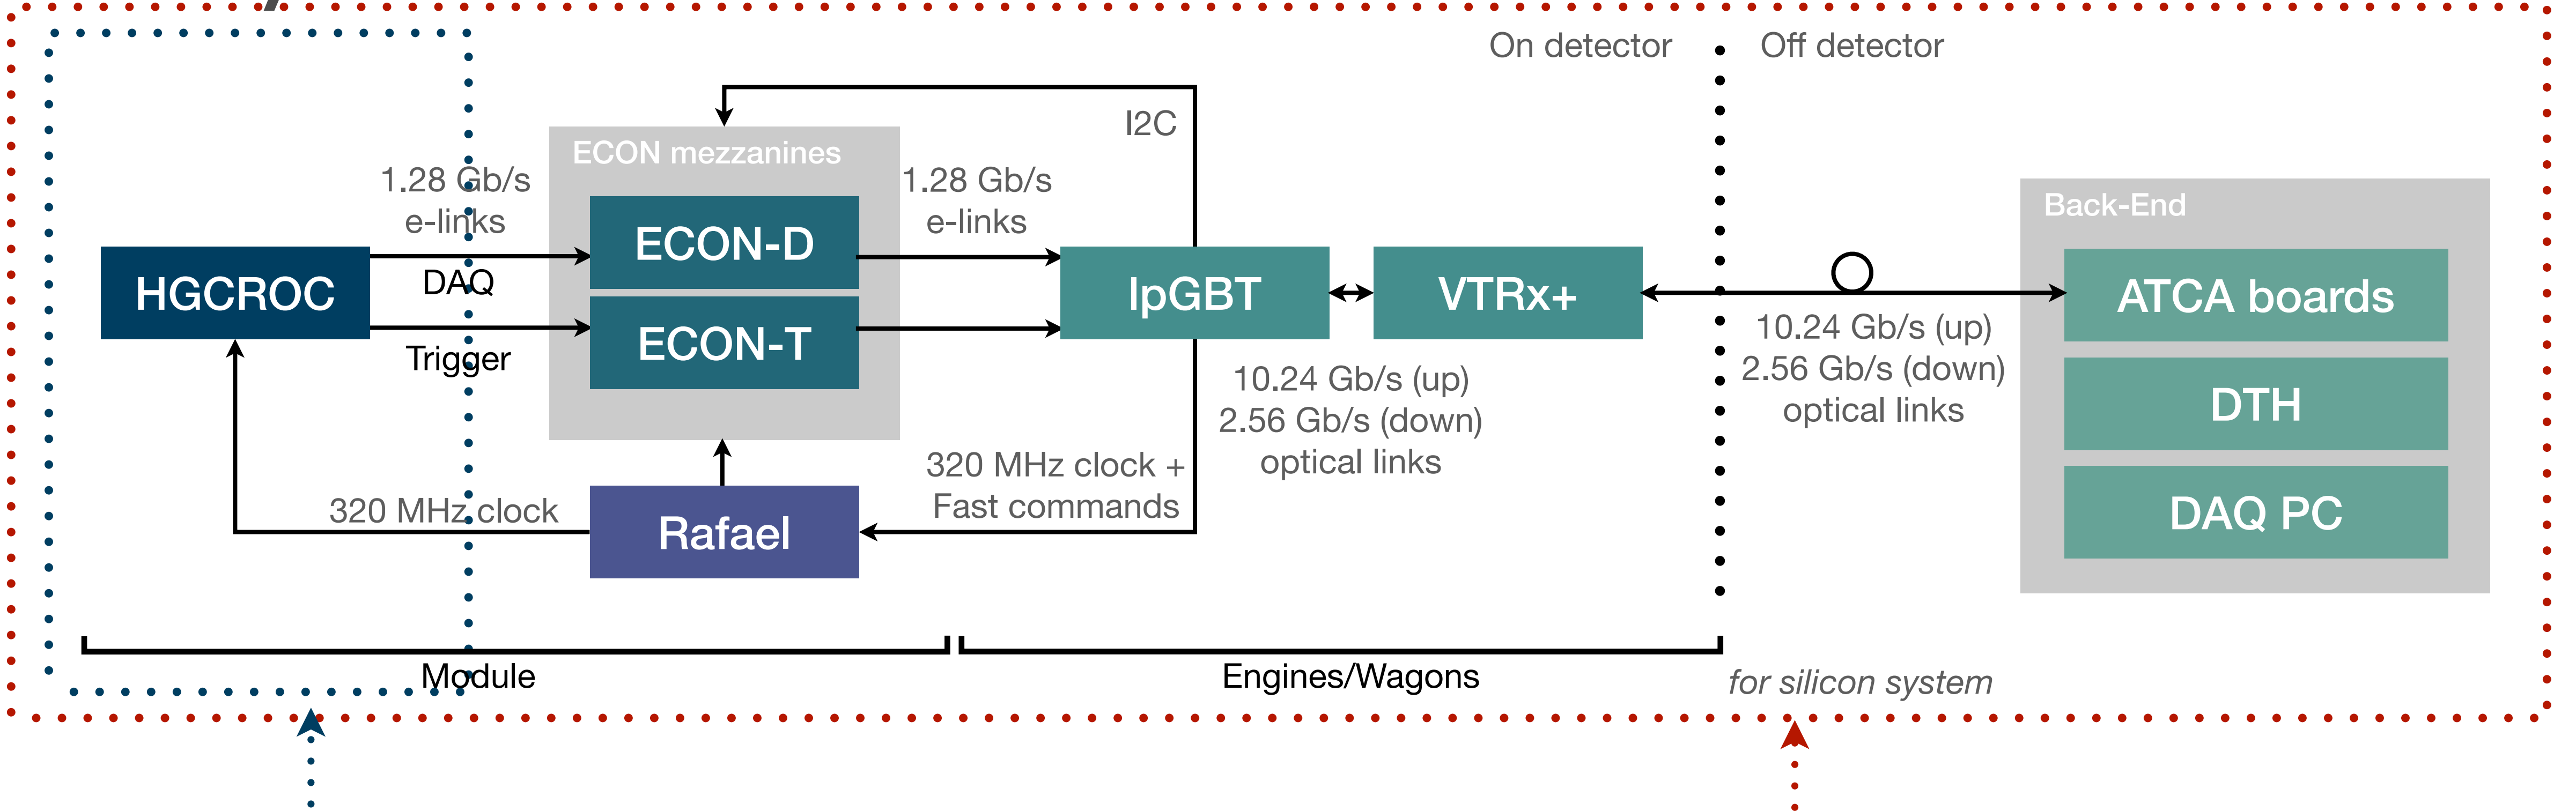 On detector
Off detector
I2C
ECON mezzanines
1.28 Gb/s
e-links
1.28 Gb/s
e-links
Back-End
ECON-D
HGCROC
DAQ
lpGBT
VTRx+
ATCA boards
ECON-T
Trigger
10.24 Gb/s (up)
2.56 Gb/s (down)
optical links
10.24 Gb/s (up)
2.56 Gb/s (down)
optical links
DTH
320 MHz clock +
Fast commands
320 MHz clock
Rafael
DAQ PC
Module
Engines/Wagons
for silicon system